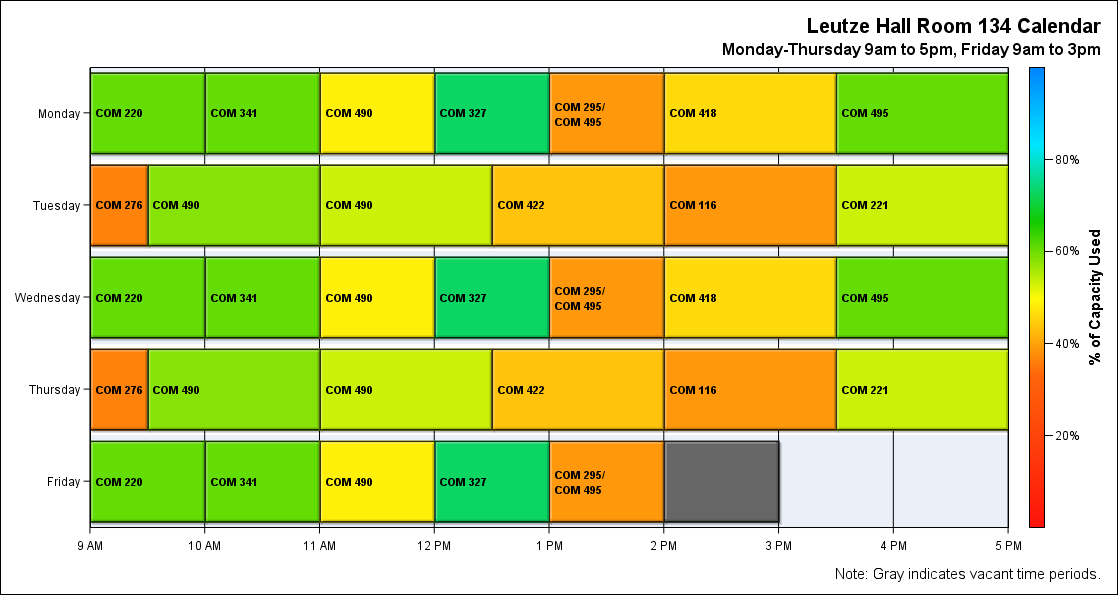 Leutze Hall Room 134 Calendar
Monday-Thursday 9am to 5pm, Friday 9am to 3pm
Monday
COM 220
COM 341
COM 490
COM 327
COM 295/
COM 495
COM 418
COM 495
Tuesday
COM 276
COM 490
COM 490
COM 422
COM 116
COM 221
Wednesday
COM 220
COM 341
COM 490
COM 327
COM 295/
COM 495
COM 418
COM 495
Thursday
COM 276
COM 490
COM 490
COM 422
COM 116
COM 221
Friday
COM 220
COM 341
COM 490
COM 327
COM 295/
COM 495
9 AM
10 AM
11 AM
12 PM
1 PM
2 PM
3 PM
4 PM
5 PM
80%
60%
40%
20%
% of Capacity Used
Note: Gray indicates vacant time periods.